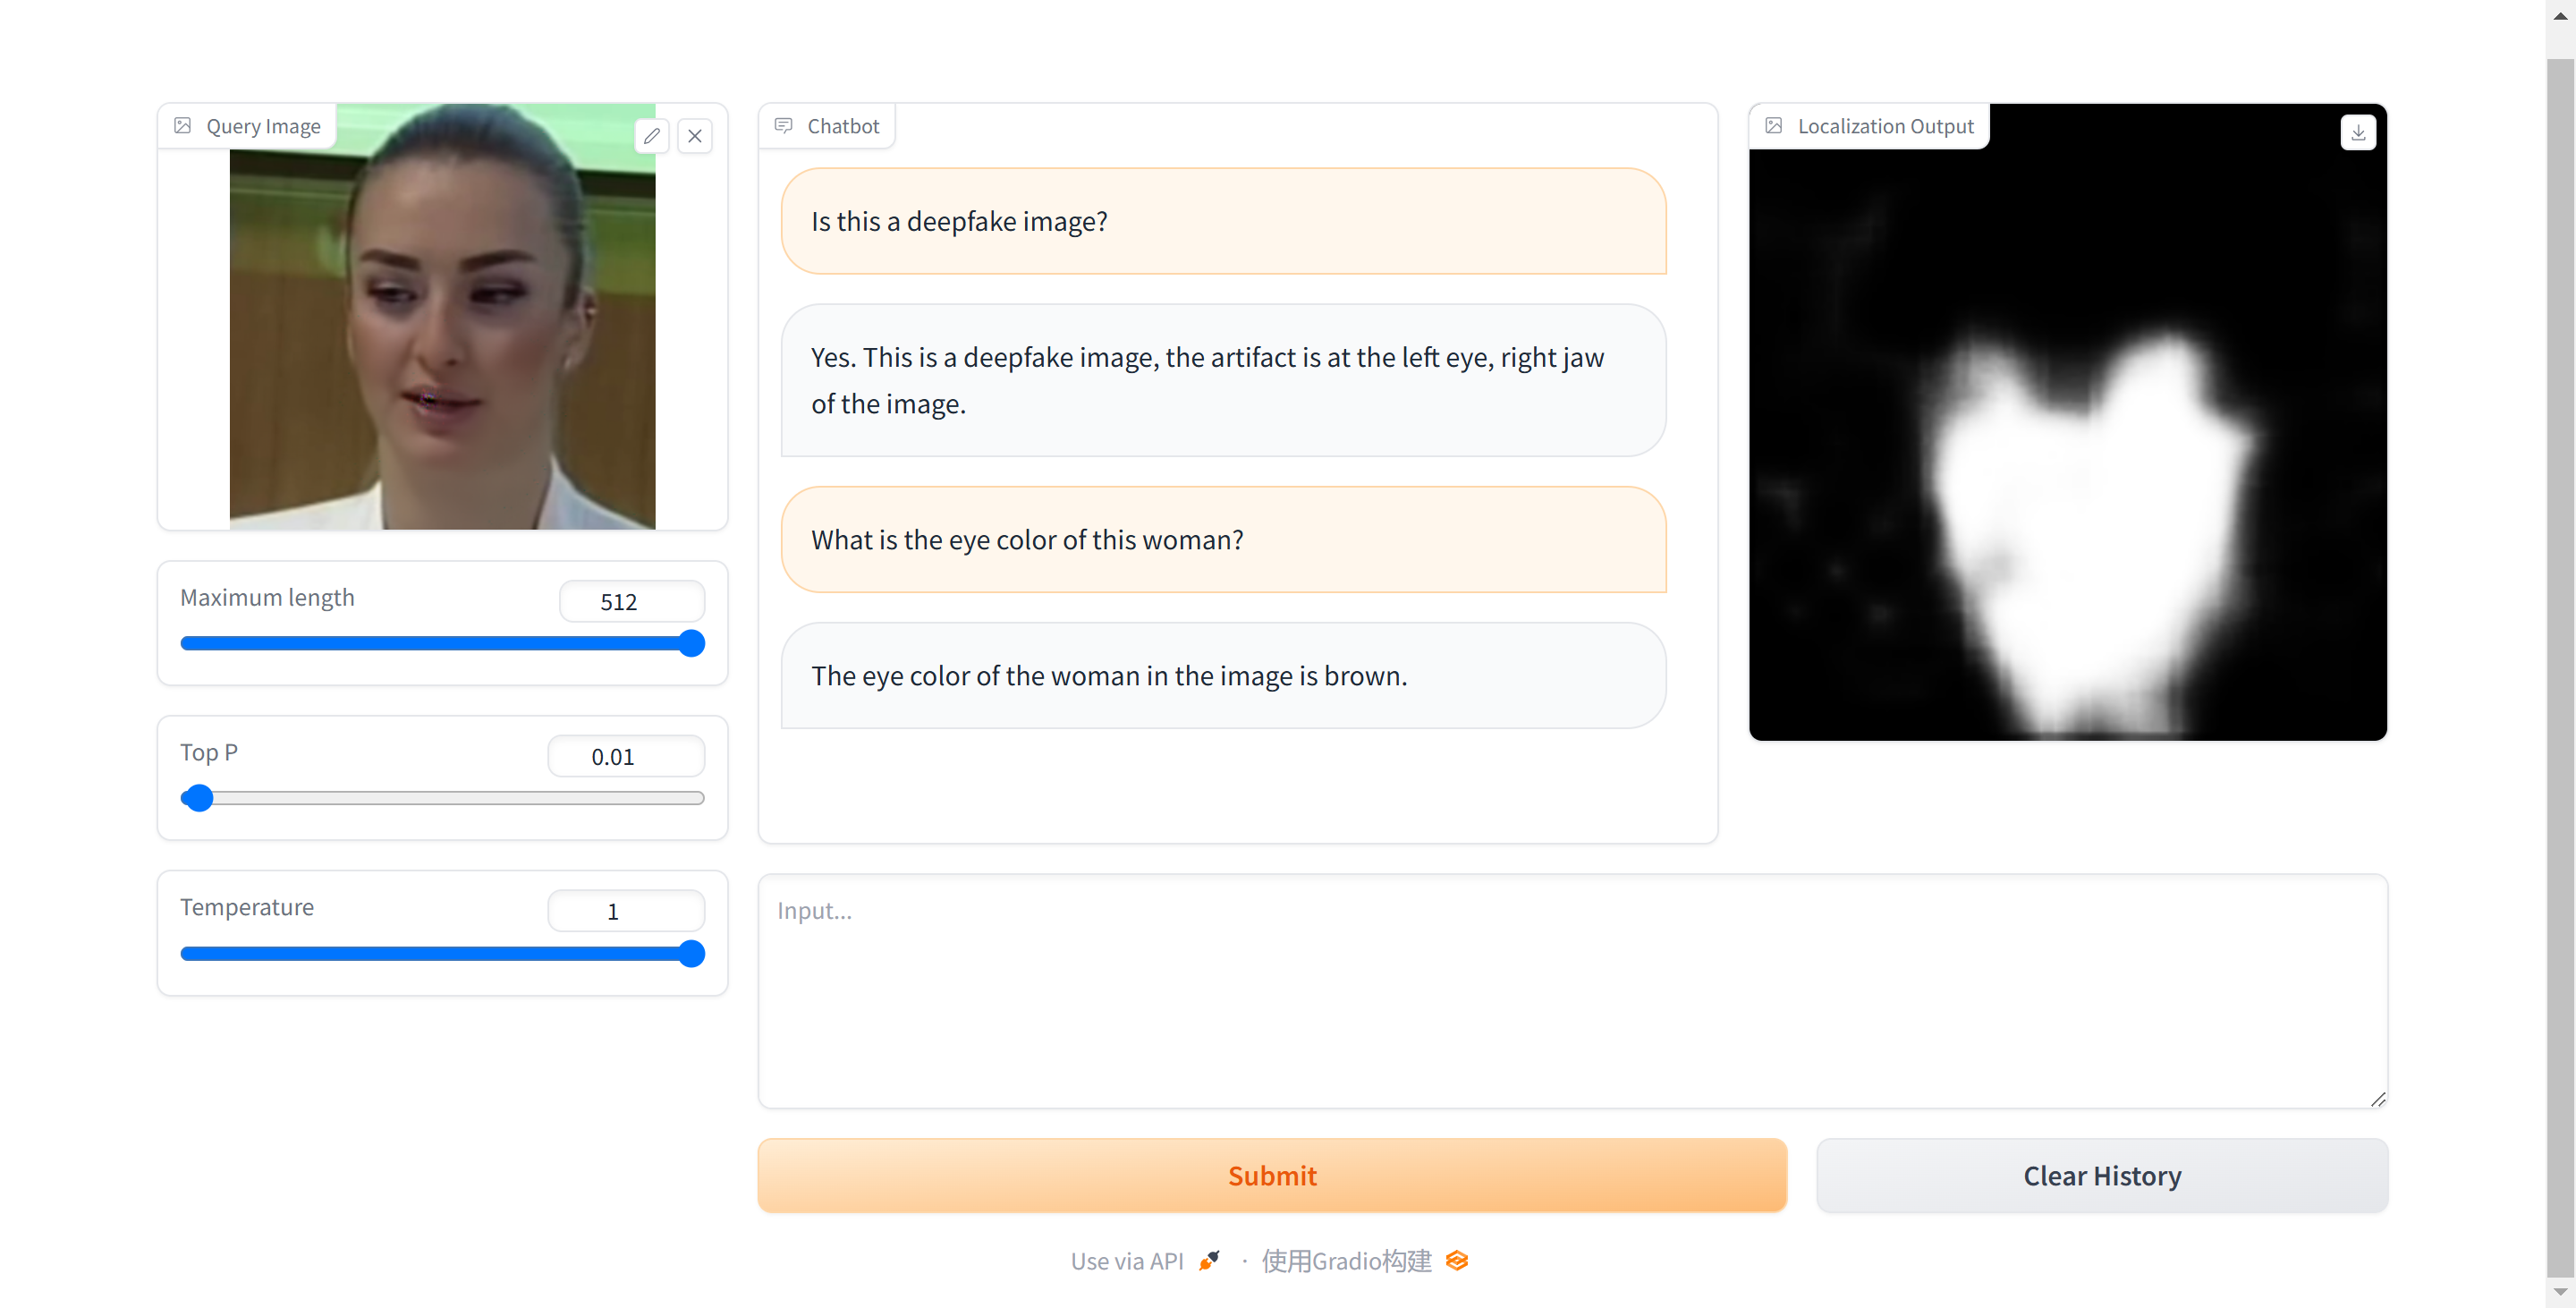 Query Image
Chatbot
Localization Output
Is this a deepfake image?
Yes. This is a deepfake image, the artifact is at the left eye, right jaw
of the image.
What is the eye color of this woman?
The eye color of the woman in the image is brown.
Maximum length
512
Top P
0.01
Temperature
1
Input...
Submit
Clear History
Use via API · 使用Gradio构建